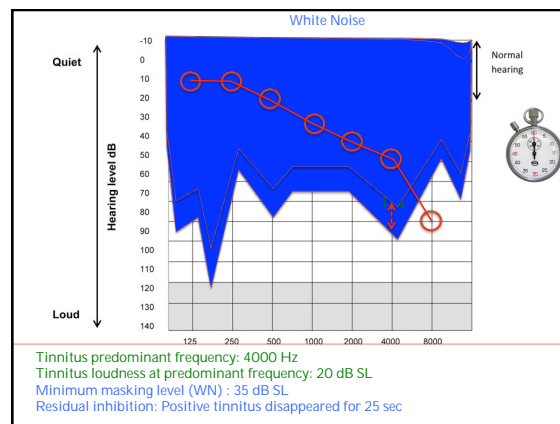 White Noise
-10
Quiet
0
Normal
hearing
10
20
30
40
Hearing level dB
50
60
70
80
90
100
110
120
Loud
130
140
125 250 500 1000 2000 4000 8000
Tinnitus predominant frequency: 4000 Hz
Tinnitus loudness at predominant frequency: 20 dB SL
Minimum masking level (WN) : 35 dB SL
Residual inhibition: Positive tinnitus disappeared for 25 sec